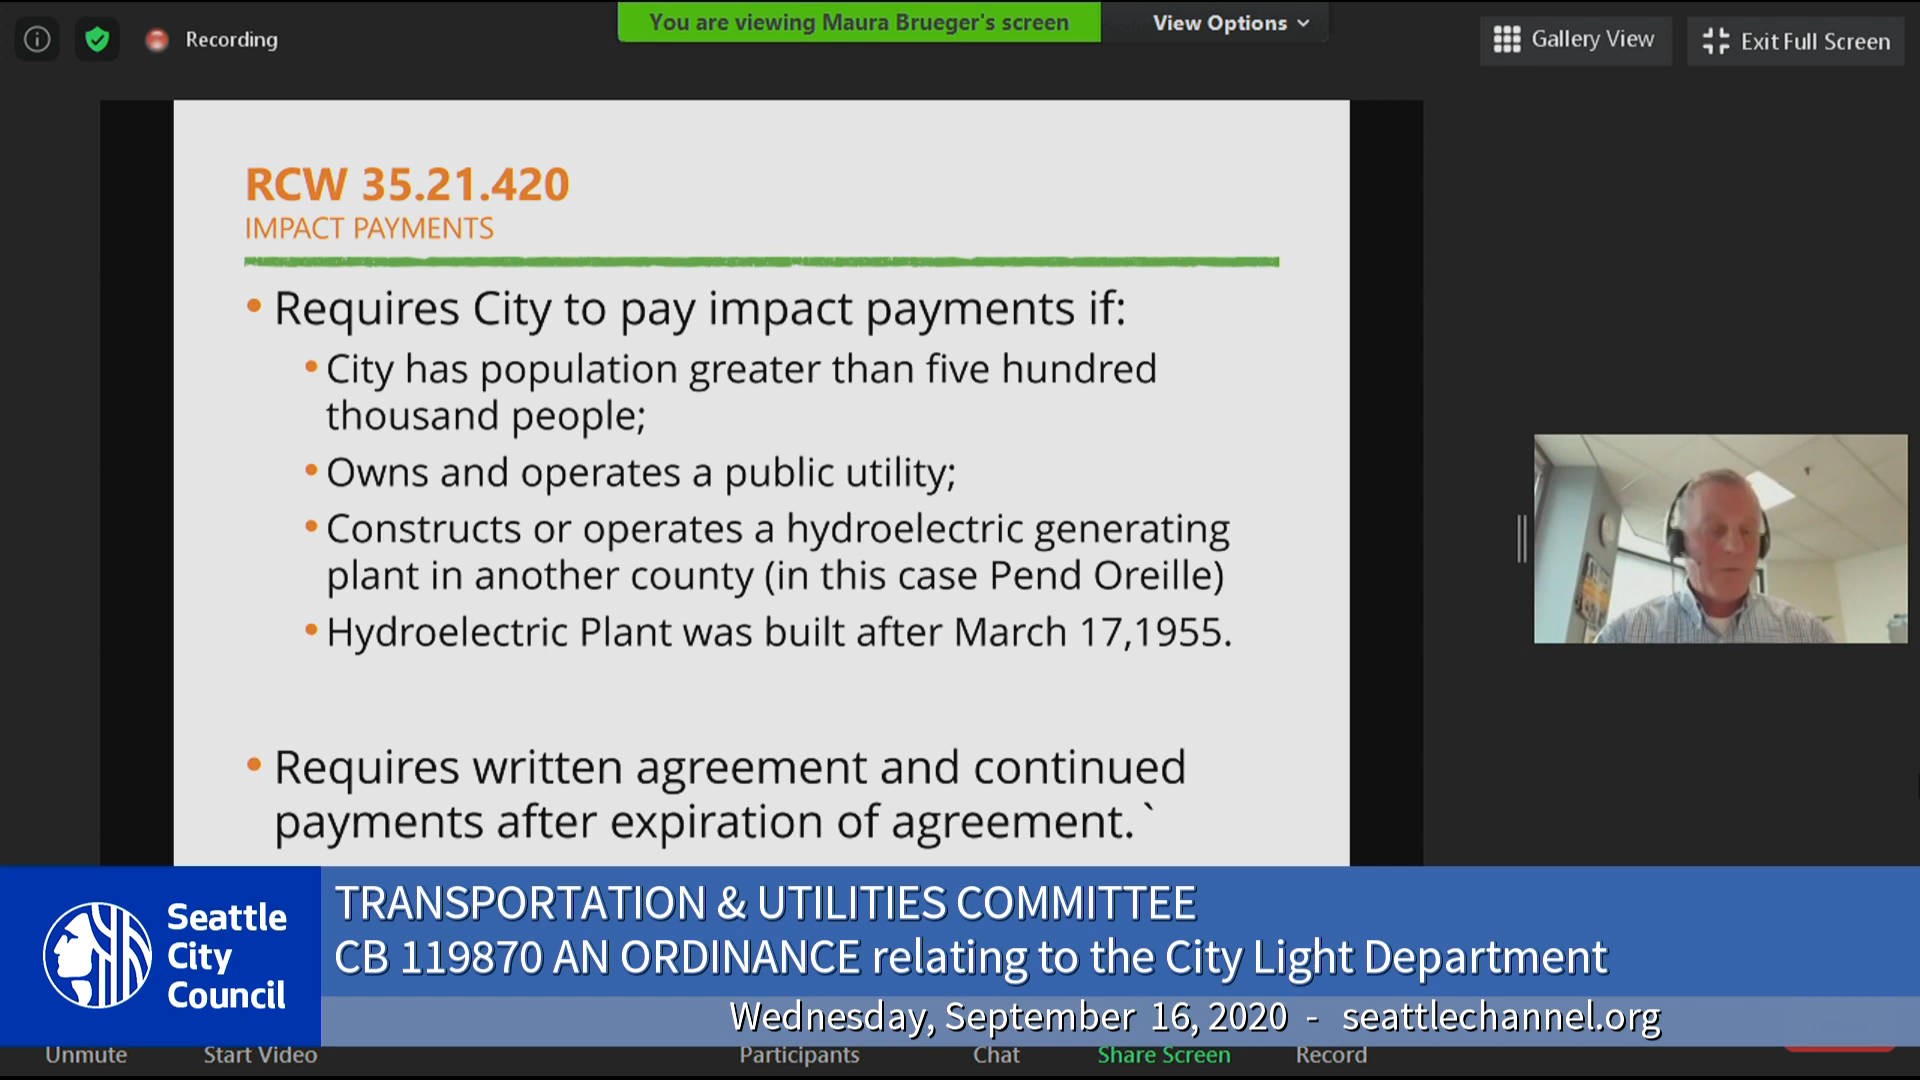 Recording
You are viewing Maura Brueger's screen
View Options
Gallery View
Exit Full Screen
RCW 35.21.420
IMPACT PAYMENTS
• Requires City to pay impact payments if:
• City has population greater than five hundred
thousand people;
• Owns and operates a public utility;
• Constructs or operates a hydroelectric generating
plant in another county (in this case Pend Oreille)
• Hydroelectric Plant was built after March 17,1955.
• Requires written agreement and continued
payments after expiration of agreement. `
Seattle
City
Council
TRANSPORTATION & UTILITIES COMMITTEE
CB 119870 AN ORDINANCE relating to the City Light Department
Wednesday, September 16, 2020 - seattlechannel.org
Unmute
Start Video
Participants
Chat
Share Screen
Record